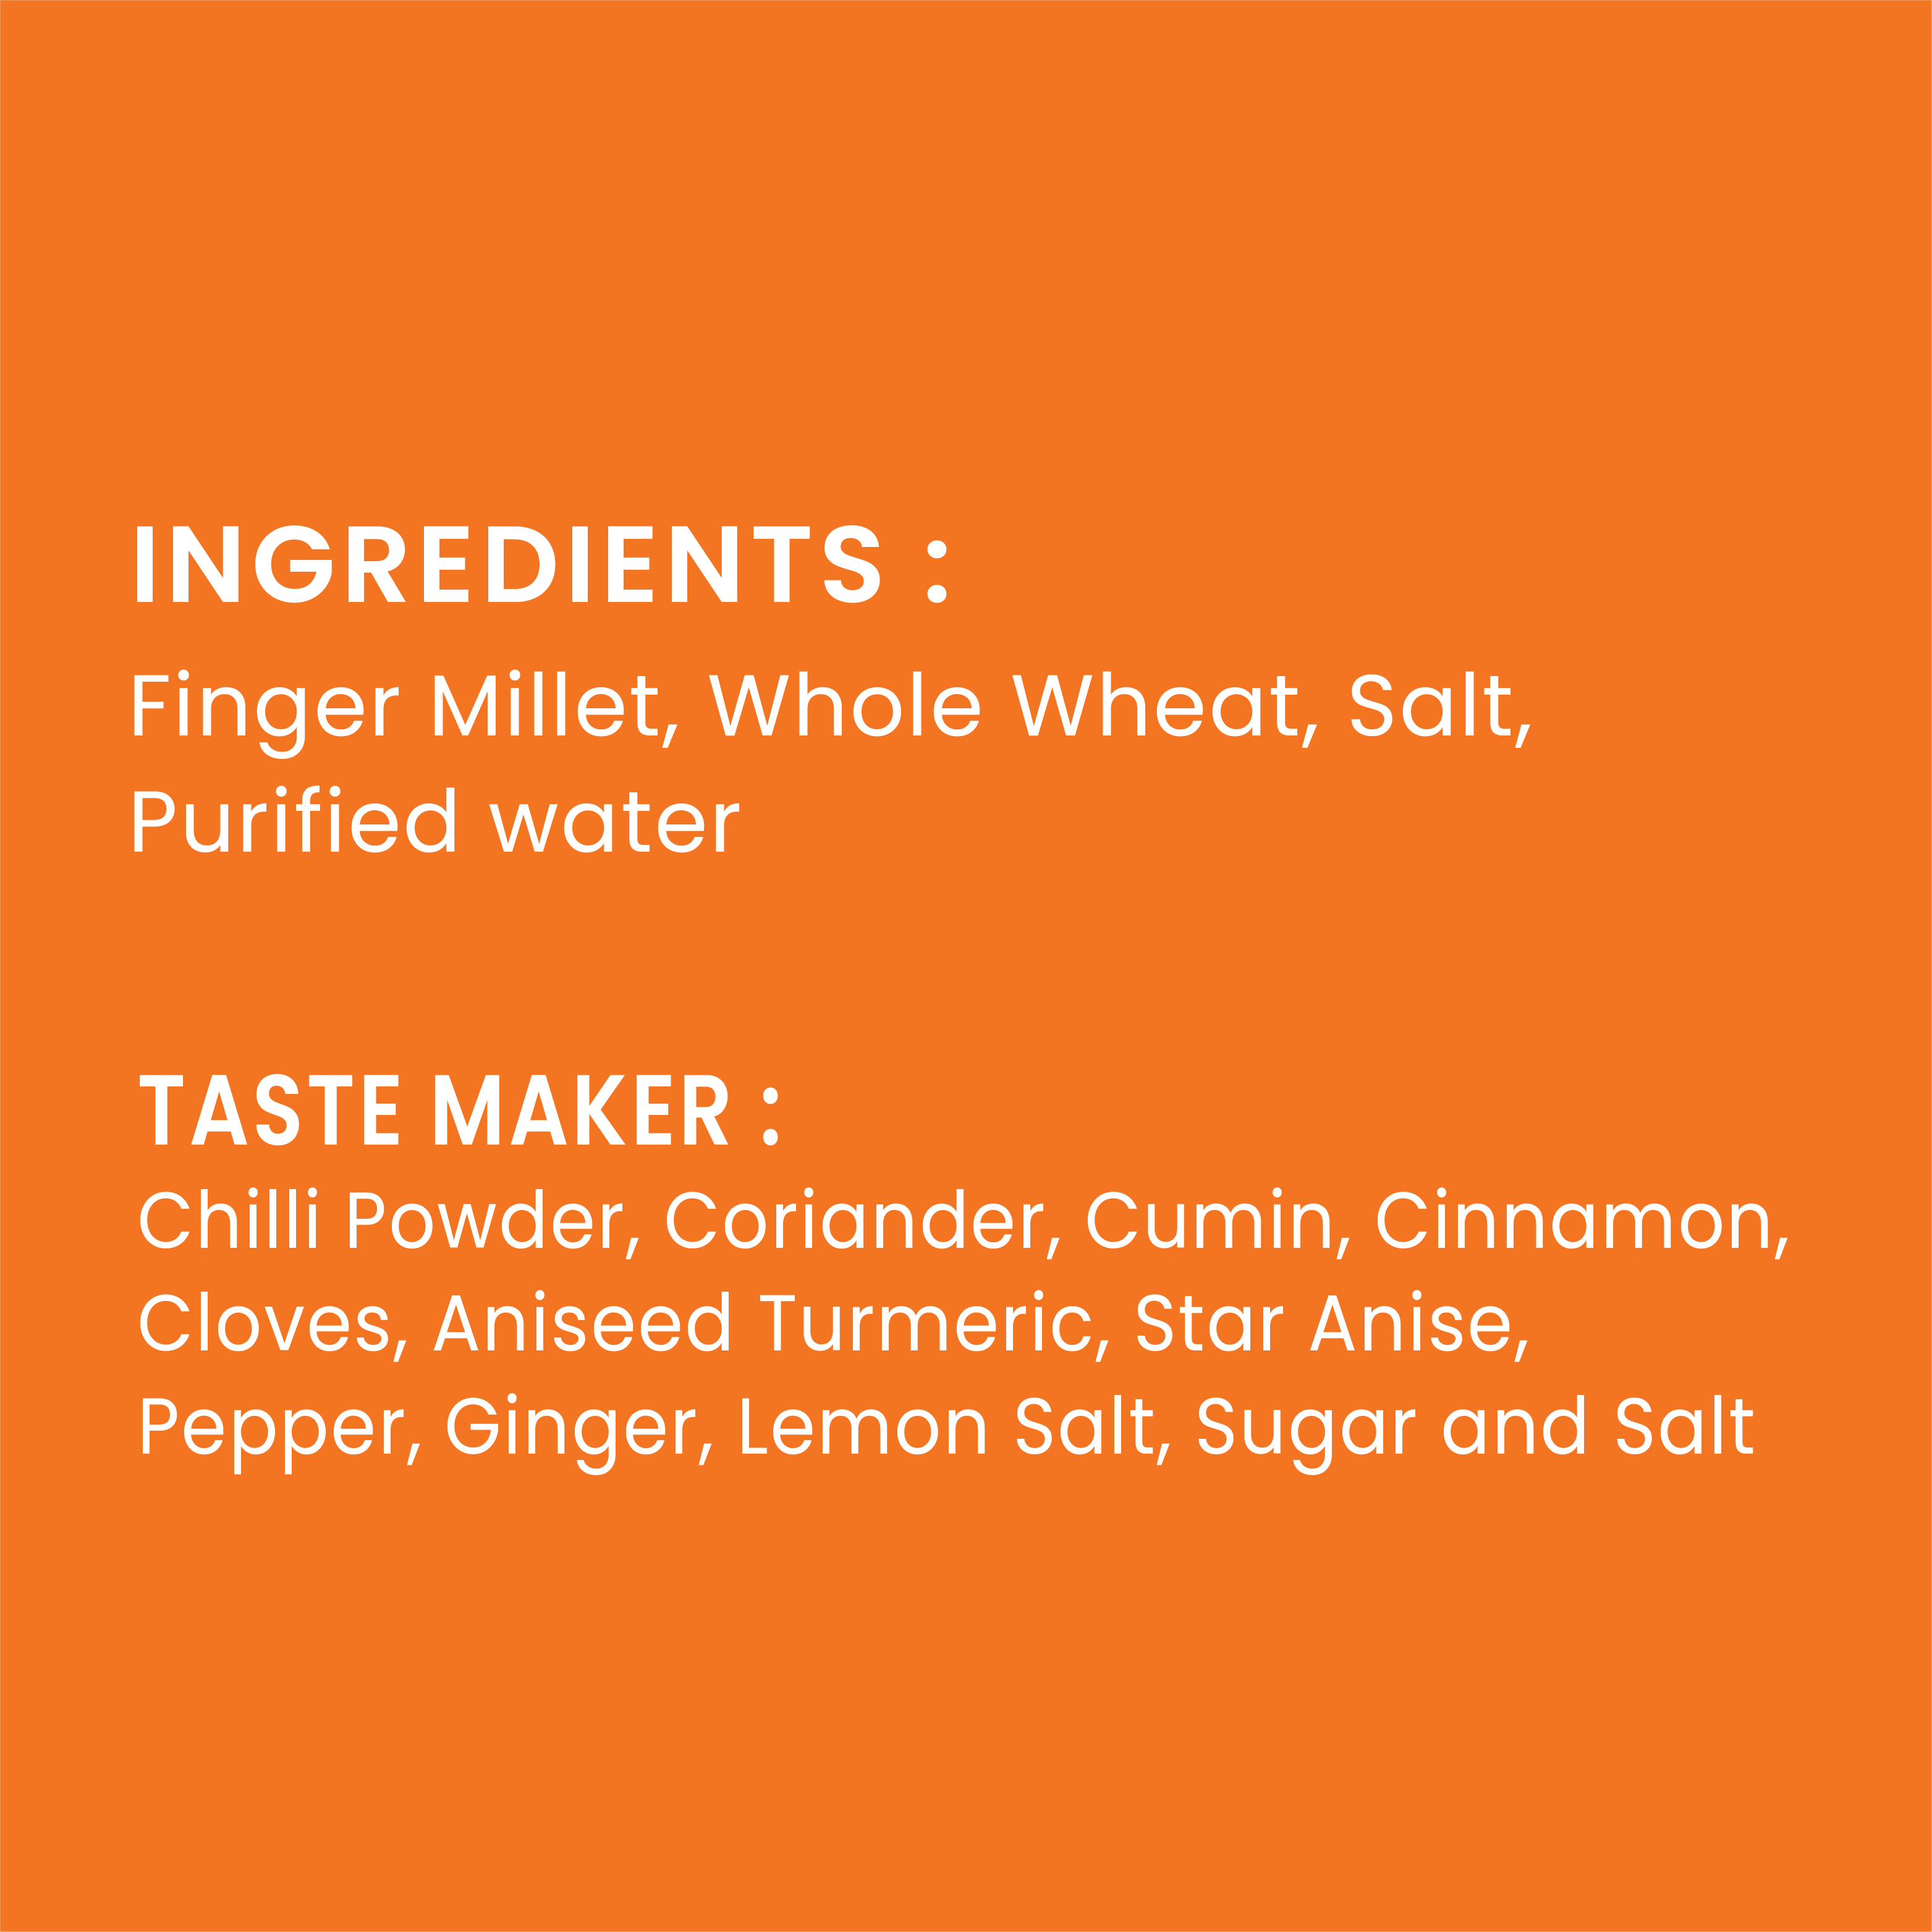 INGREDIENTS :
Finger Millet, Whole Wheat, Salt,
Purified water
TASTE MAKER :
Chilli Powder, Coriander, Cumin, Cinnamon,
Cloves, Aniseed Turmeric, Star Anise,
Pepper, Ginger, Lemon Salt, Sugar and Salt